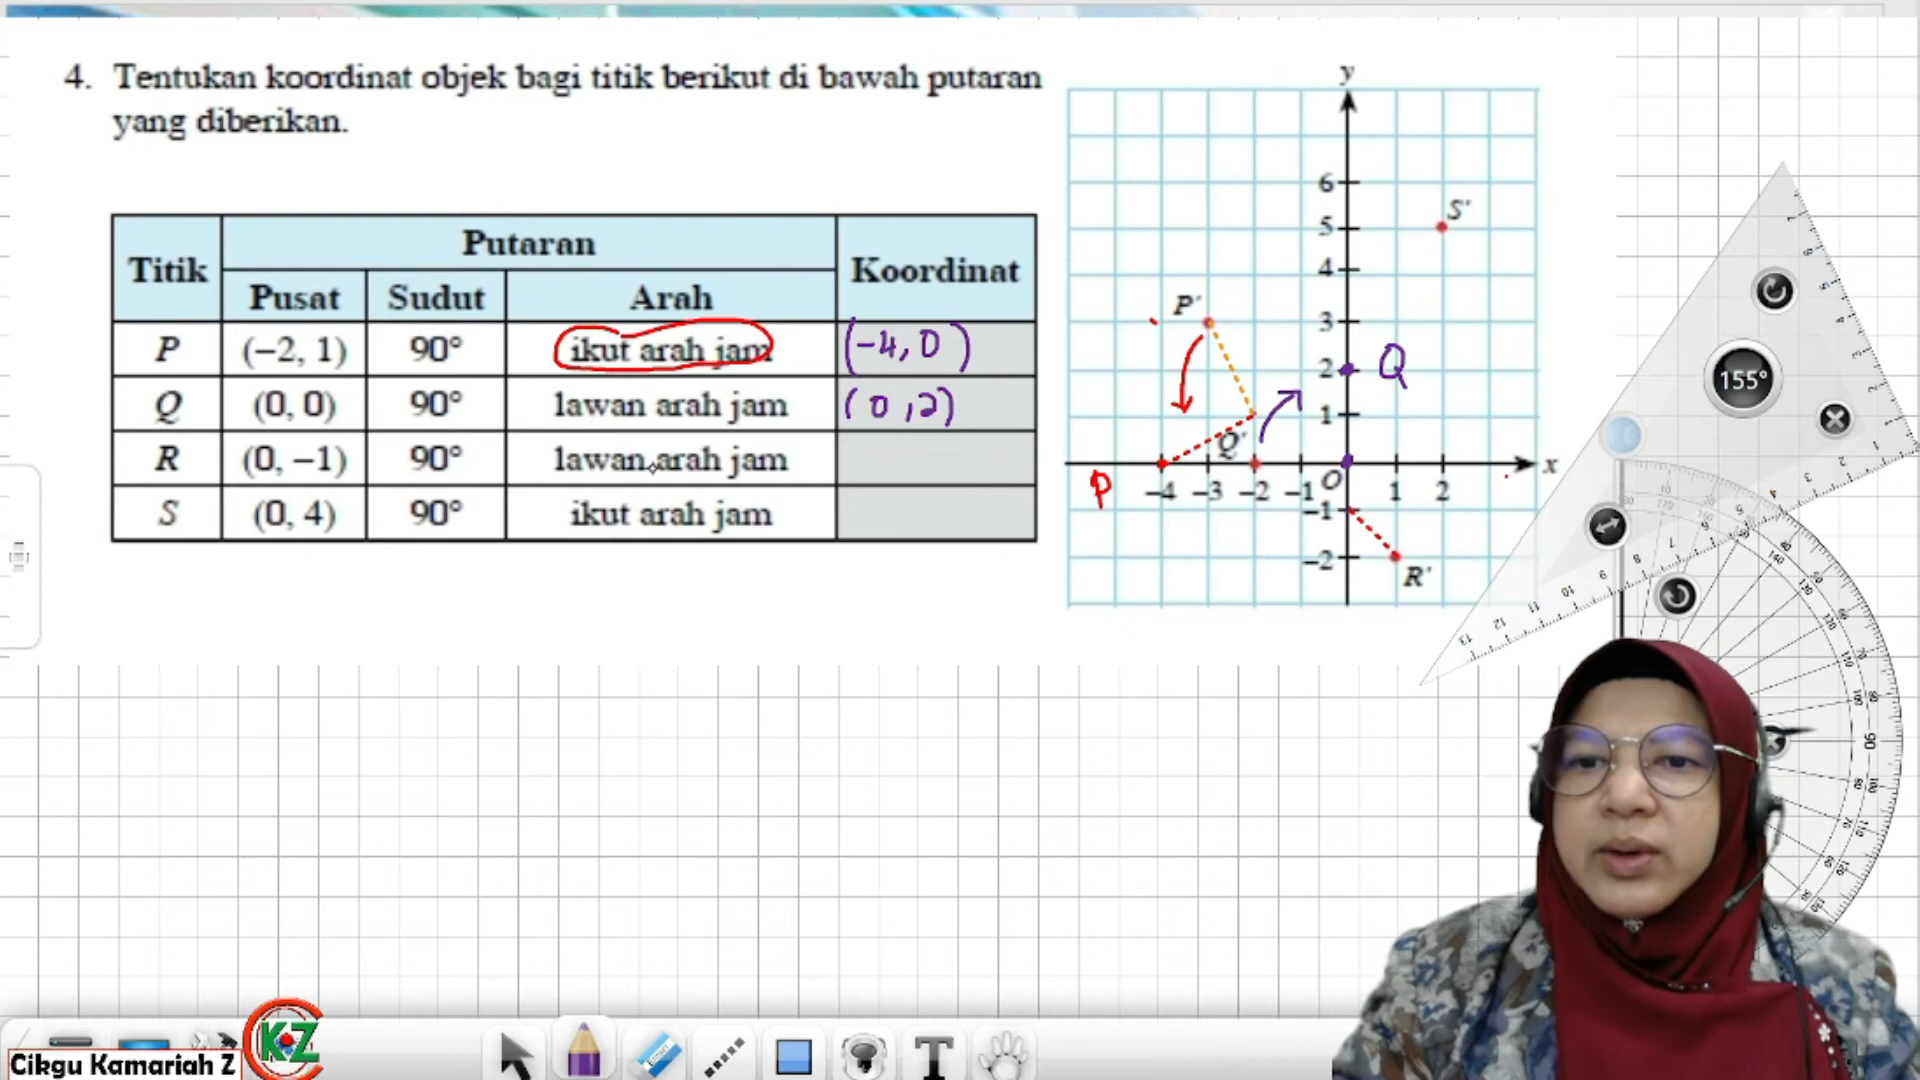 4. Tentukan koordinat objek bagi titik berikut di bawah putaran
yang diberikan.
Titik
Putaran
Koordinat
Pusat Sudut Arah
P (−2, 1) 90° ikut arah jam (-4, 0)
Q (0, 0) 90° lawan arah jam (0, 2)
R (0, −1) 90° lawan arah jam
S (0, 4) 90° ikut arah jam
y
6
5
4
3
2
1
S'
P'
Q
Q'
P
−4 −3 −2 −1 O 1 2 x
−1
−2
R'
155°
Cikgu Kamariah Z
KZ
T